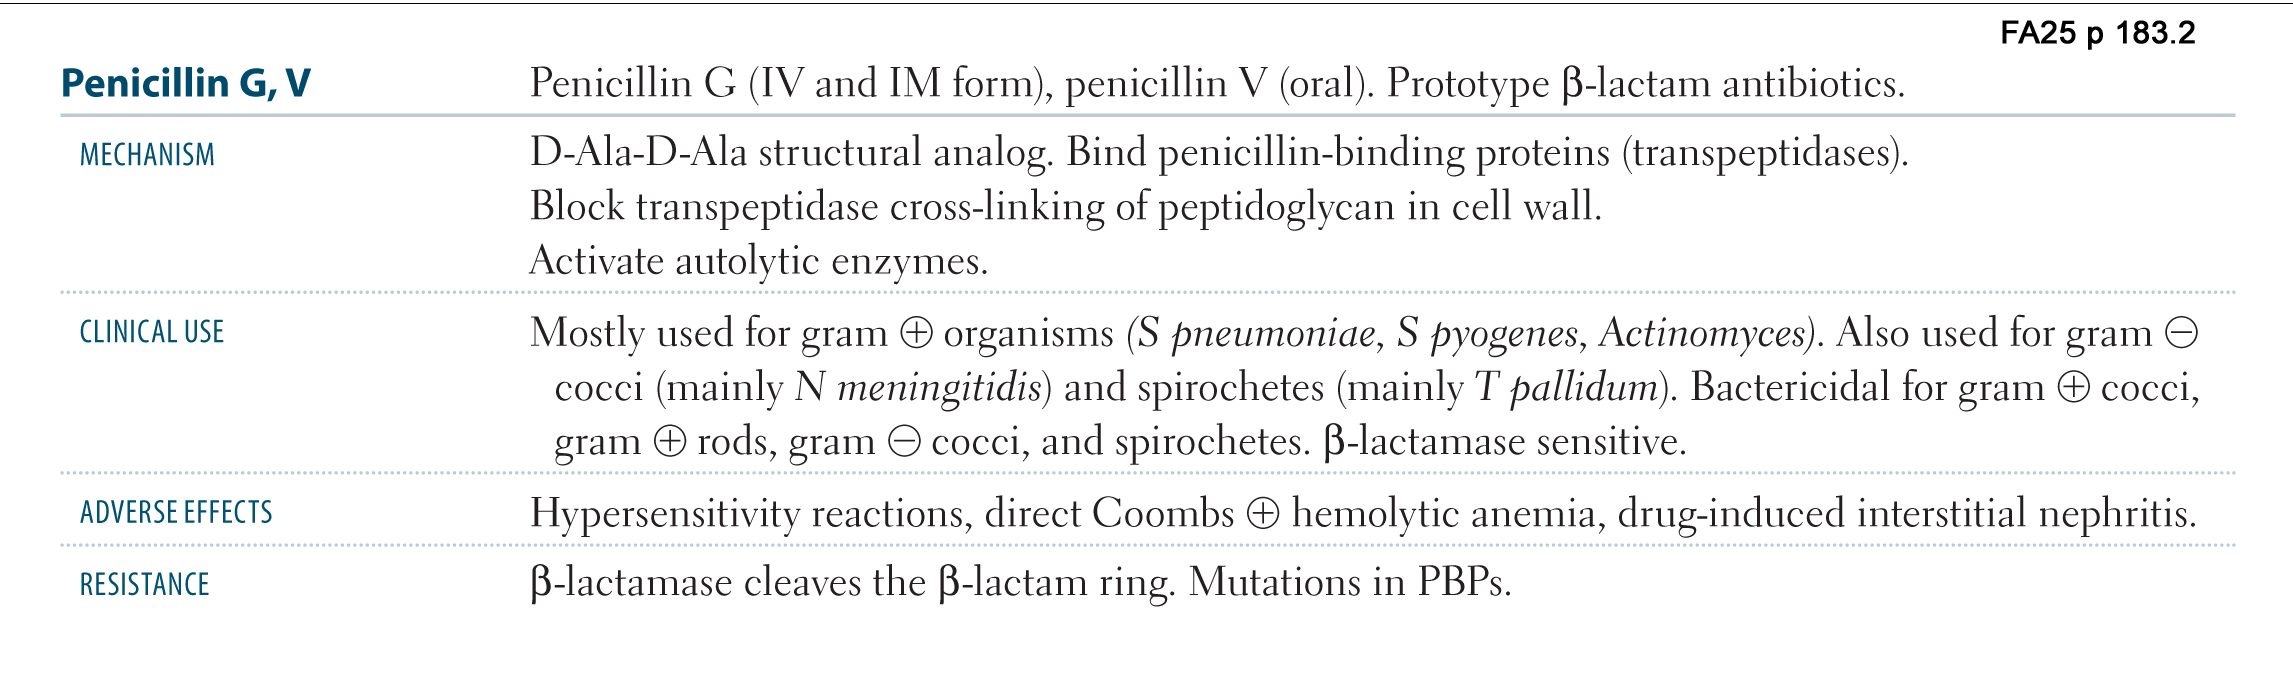 FA25 p 183.2
Penicillin G, V Penicillin G (IV and IM form), penicillin V (oral). Prototype β-lactam antibiotics.
MECHANISM D-Ala-D-Ala structural analog. Bind penicillin-binding proteins (transpeptidases).
Block transpeptidase cross-linking of peptidoglycan in cell wall.
Activate autolytic enzymes.
CLINICAL USE Mostly used for gram ⊕ organisms (S pneumoniae, S pyogenes, Actinomyces). Also used for gram ⊖
cocci (mainly N meningitidis) and spirochetes (mainly T pallidum). Bactericidal for gram ⊕ cocci,
gram ⊕ rods, gram ⊖ cocci, and spirochetes. β-lactamase sensitive.
ADVERSE EFFECTS Hypersensitivity reactions, direct Coombs ⊕ hemolytic anemia, drug-induced interstitial nephritis.
RESISTANCE β-lactamase cleaves the β-lactam ring. Mutations in PBPs.